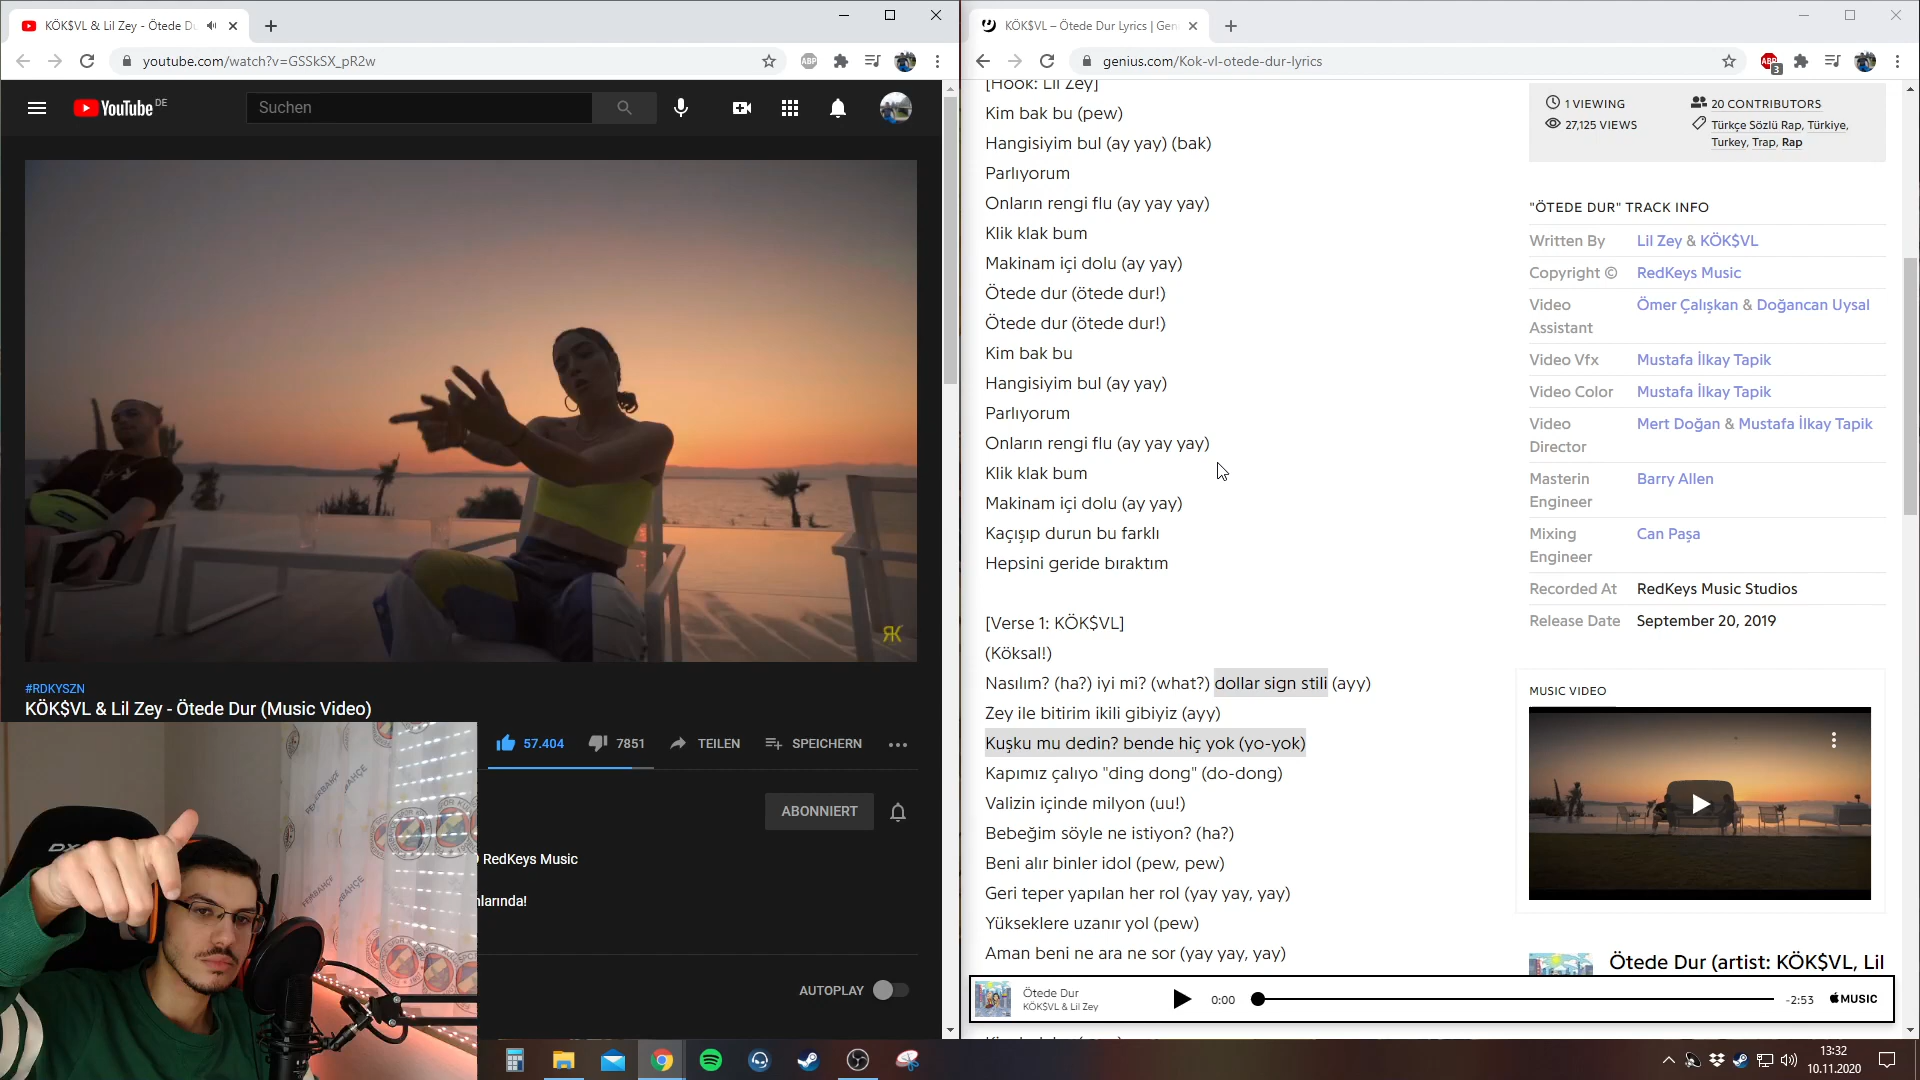 KÖK$VL & Lil Zey - Ötede Du
youtube.com/watch?v=GSSkSX_pR2w
ABP
YouTube DE
Suchen
RK
#RDKYSZN
KÖK$VL & Lil Zey - Ötede Dur (Music Video)
57.404
7851
TEILEN
SPEICHERN
ABONNIERT
RedKeys Music
nlarında!
AUTOPLAY
FENERBAHÇE
FENERBAHÇE
DX
KÖK$VL – Ötede Dur Lyrics | Gen
genius.com/Kok-vl-otede-dur-lyrics
ABP
3
[Hook: Lil Zey]
Kim bak bu (pew)
Hangisiyim bul (ay yay) (bak)
Parlıyorum
Onların rengi flu (ay yay yay)
Klik klak bum
Makinam içi dolu (ay yay)
Ötede dur (ötede dur!)
Ötede dur (ötede dur!)
Kim bak bu
Hangisiyim bul (ay yay)
Parlıyorum
Onların rengi flu (ay yay yay)
Klik klak bum
Makinam içi dolu (ay yay)
Kaçışıp durun bu farklı
Hepsini geride bıraktım
[Verse 1: KÖK$VL]
(Köksal!)
Nasılım? (ha?) iyi mi? (what?) dollar sign stili (ayy)
Zey ile bitirim ikili gibiyiz (ayy)
Kuşku mu dedin? bende hiç yok (yo-yok)
Kapımız çalıyo "ding dong" (do-dong)
Valizin içinde milyon (uu!)
Bebeğim söyle ne istiyon? (ha?)
Beni alır binler idol (pew, pew)
Geri teper yapılan her rol (yay yay, yay)
Yükseklere uzanır yol (pew)
Aman beni ne ara ne sor (yay yay, yay)
1 VIEWING
27,125 VIEWS
20 CONTRIBUTORS
Türkçe Sözlü Rap, Türkiye,
Turkey, Trap, Rap
"ÖTEDE DUR" TRACK INFO
Written By Lil Zey & KÖK$VL
Copyright © RedKeys Music
Video Assistant Ömer Çalışkan & Doğancan Uysal
Video Vfx Mustafa İlkay Tapik
Video Color Mustafa İlkay Tapik
Video Director Mert Doğan & Mustafa İlkay Tapik
Masterin Engineer Barry Allen
Mixing Engineer Can Paşa
Recorded At RedKeys Music Studios
Release Date September 20, 2019
MUSIC VIDEO
Ötede Dur (artist: KÖK$VL, Lil
Ötede Dur
KÖK$VL & Lil Zey
0:00
-2:53
MUSIC
13:32
10.11.2020